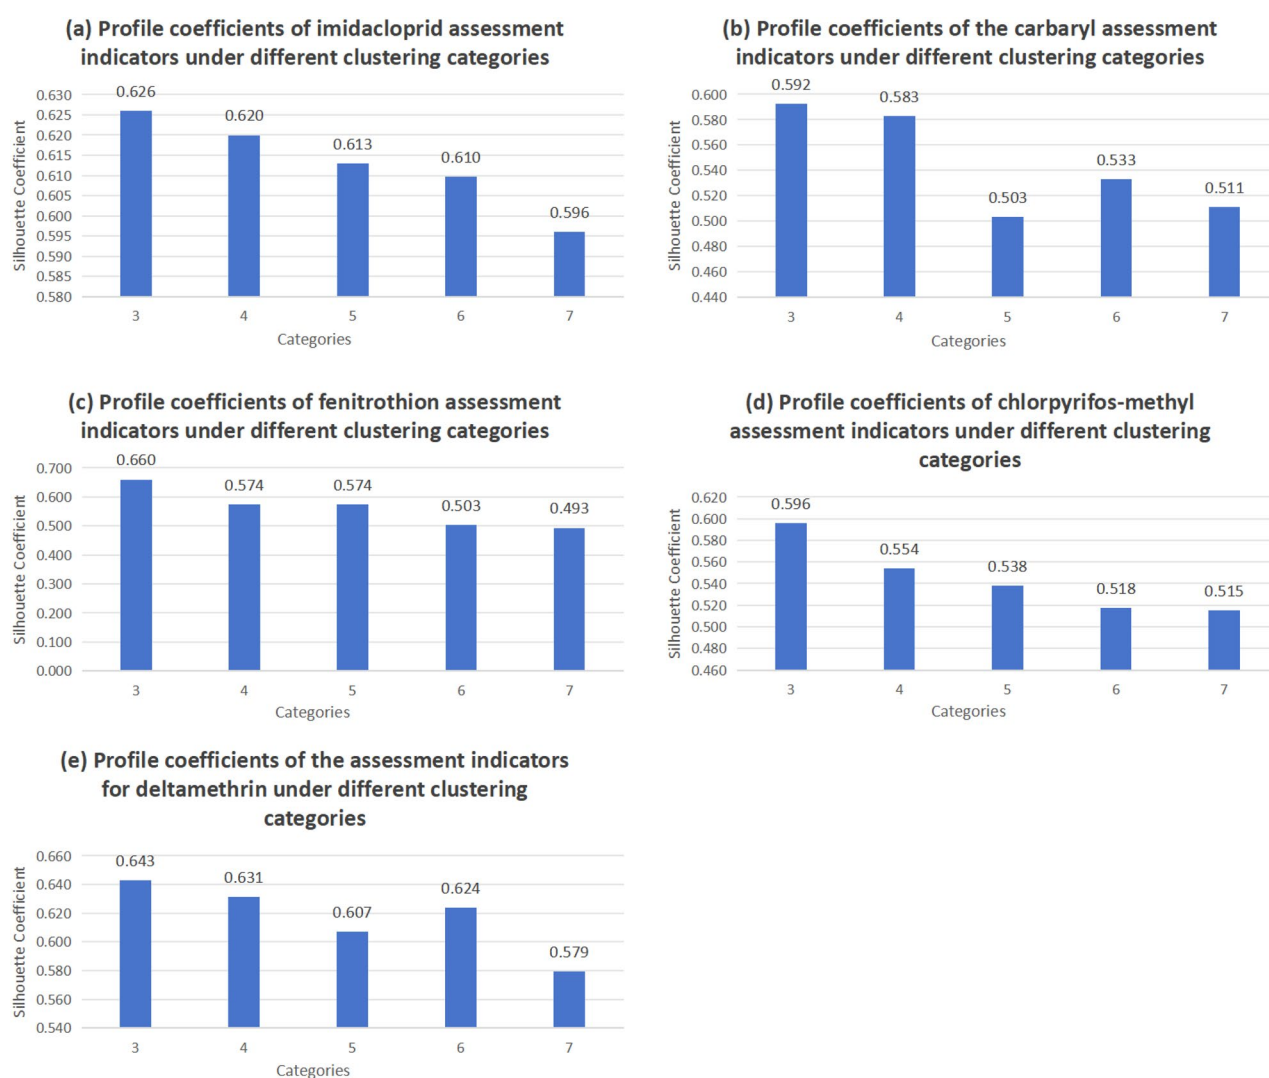 (a) Profile coefficients of imidacloprid assessment
indicators under different clustering categories
0.630
0.625
0.620
0.615
0.610
0.605
0.600
0.595
0.590
0.585
0.580
Silhouette Coefficient
0.626
0.620
0.613
0.610
0.596
3 4 5 6 7
Categories
(b) Profile coefficients of the carbaryl assessment
indicators under different clustering categories
0.600
0.580
0.560
0.540
0.520
0.500
0.480
0.460
0.440
Silhouette Coefficient
0.592
0.583
0.503
0.533
0.511
3 4 5 6 7
Categories
(c) Profile coefficients of fenitrothion assessment
indicators under different clustering categories
0.700
0.600
0.500
0.400
0.300
0.200
0.100
0.000
Silhouette Coefficient
0.660
0.574
0.574
0.503
0.493
3 4 5 6 7
Categories
(d) Profile coefficients of chlorpyrifos-methyl
assessment indicators under different clustering
categories
0.620
0.600
0.580
0.560
0.540
0.520
0.500
0.480
0.460
Silhouette Coefficient
0.596
0.554
0.538
0.518
0.515
3 4 5 6 7
Categories
(e) Profile coefficients of the assessment indicators
for deltamethrin under different clustering
categories
0.660
0.640
0.620
0.600
0.580
0.560
0.540
Silhouette Coefficient
0.643
0.631
0.607
0.624
0.579
3 4 5 6 7
Categories